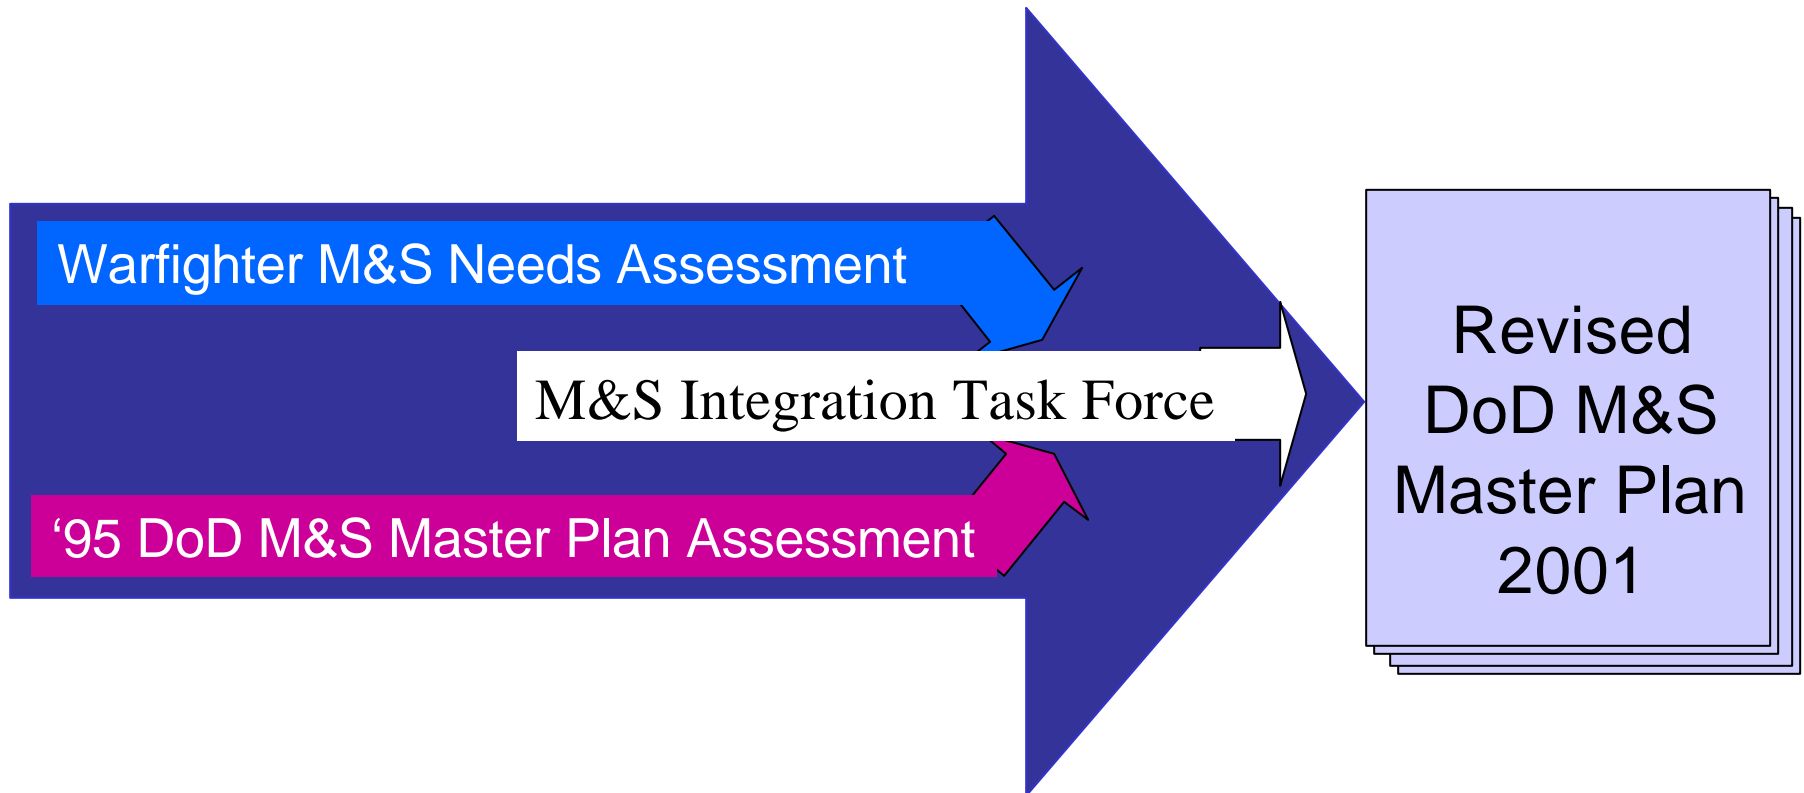 Warfighter M&S Needs Assessment
M&S Integration Task Force
‘95 DoD M&S Master Plan Assessment
Revised
DoD M&S
Master Plan
2001